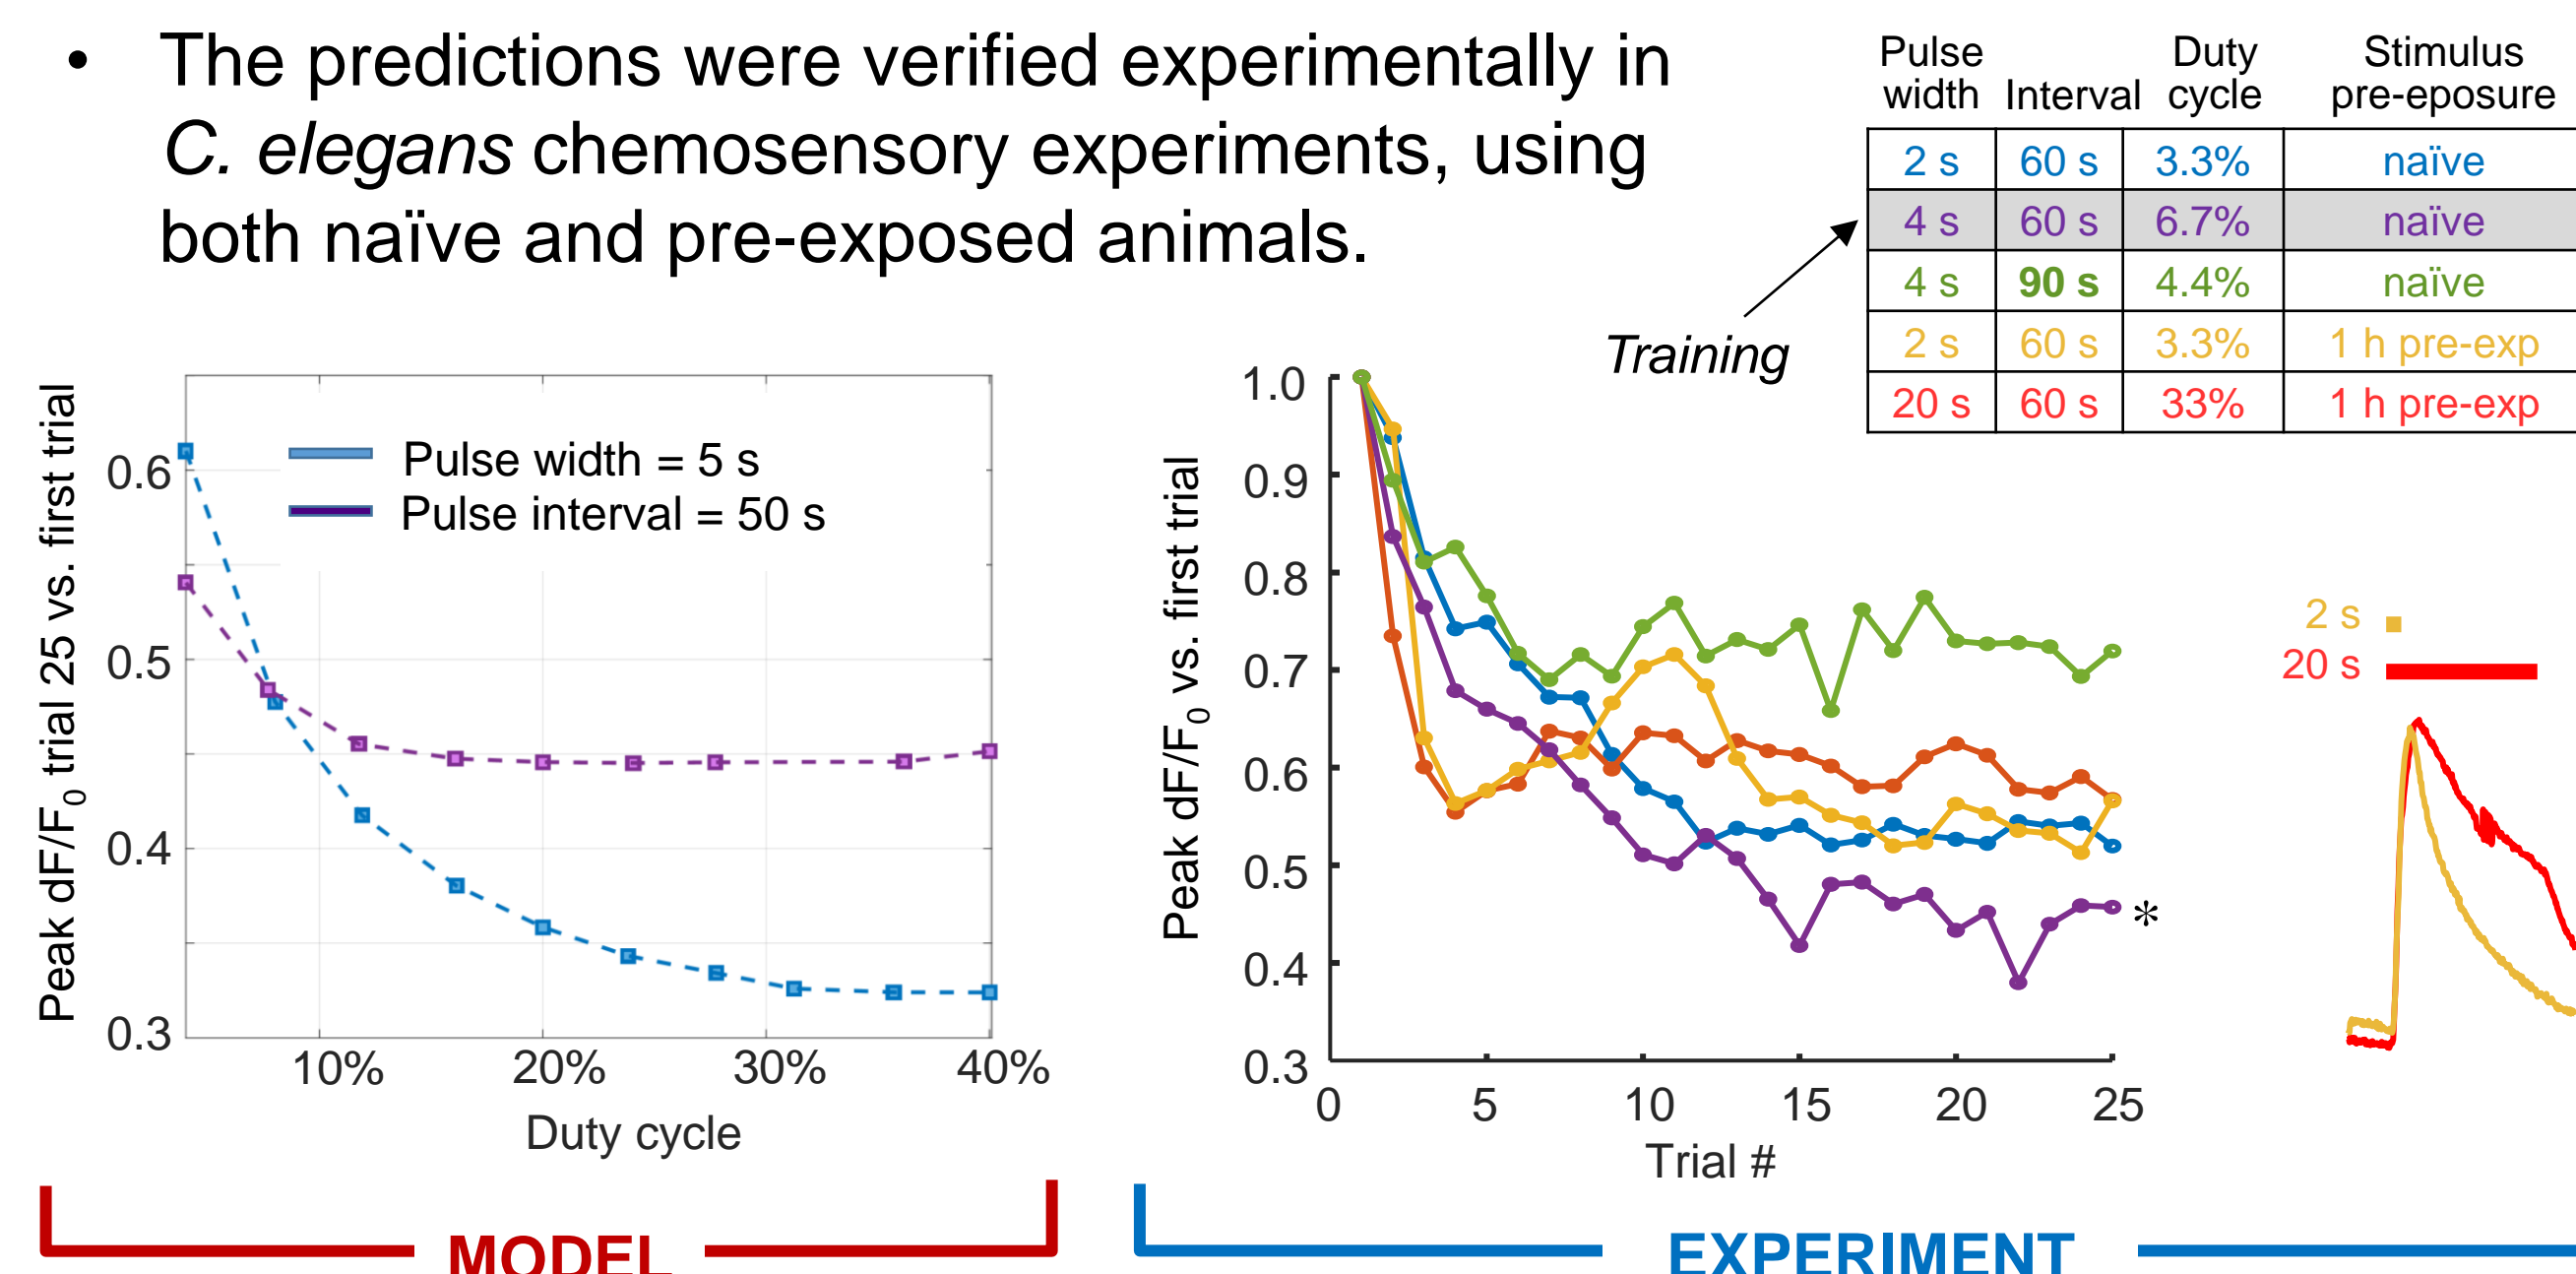 • The predictions were verified experimentally in
C. elegans chemosensory experiments, using
both naïve and pre-exposed animals.
Pulse width Interval Duty cycle Stimulus pre-eposure
2 s 60 s 3.3% naïve
4 s 60 s 6.7% naïve
4 s 90 s 4.4% naïve
2 s 60 s 3.3% 1 h pre-exp
20 s 60 s 33% 1 h pre-exp
Training
Peak dF/F0 trial 25 vs. first trial
0.6
0.5
0.4
0.3
Pulse width = 5 s
Pulse interval = 50 s
10% 20% 30% 40%
Duty cycle
MODEL
Peak dF/F0 vs. first trial
1.0
0.9
0.8
0.7
0.6
0.5
0.4
0.3
*
0 5 10 15 20 25
Trial #
2 s
20 s
EXPERIMENT